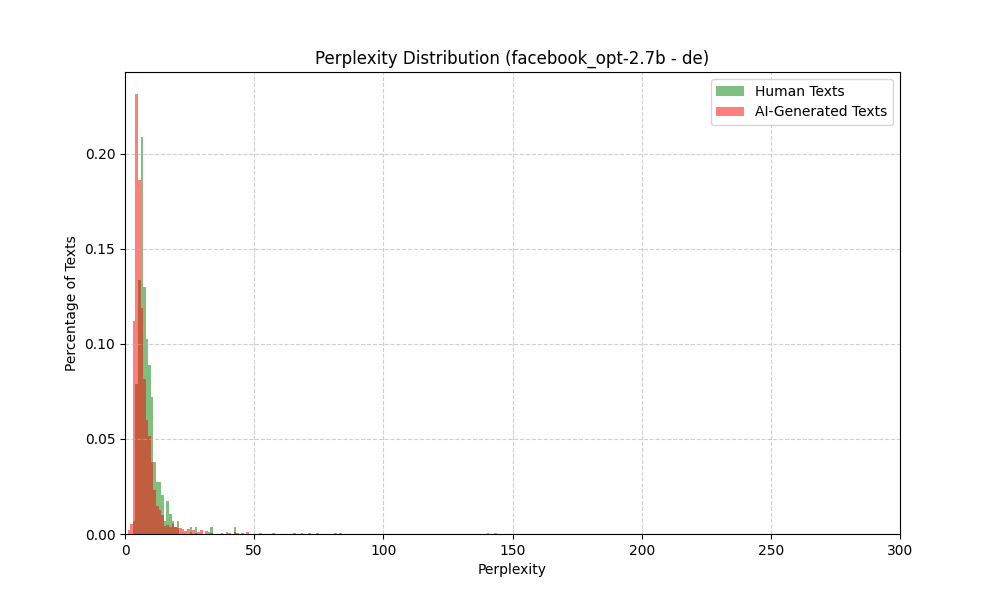 Perplexity Distribution (facebook_opt-2.7b - de)
Human Texts
AI-Generated Texts
Percentage of Texts
0.20
0.15
0.10
0.05
0.00
0 50 100 150 200 250 300
Perplexity